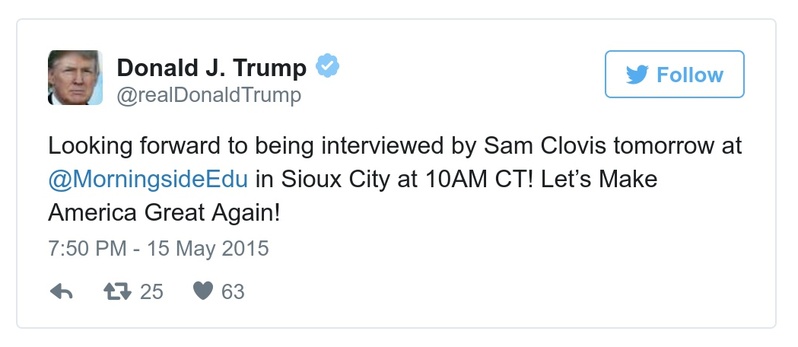 Donald J. Trump
@realDonaldTrump
Follow
Looking forward to being interviewed by Sam Clovis tomorrow at
@MorningsideEdu in Sioux City at 10AM CT! Let’s Make
America Great Again!
7:50 PM - 15 May 2015
25 63